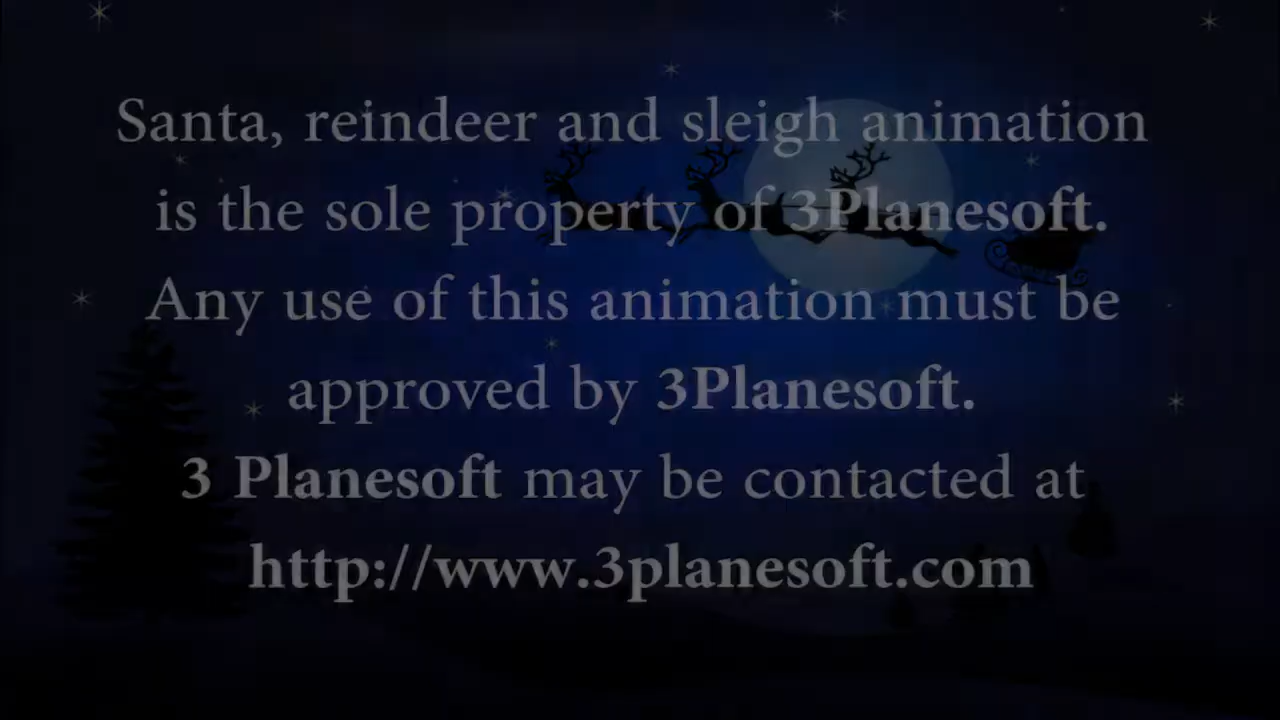 Santa, reindeer and sleigh animation
is the sole property of 3Planesoft.
Any use of this animation must be
approved by 3Planesoft.
3 Planesoft may be contacted at
http://www.3planesoft.com